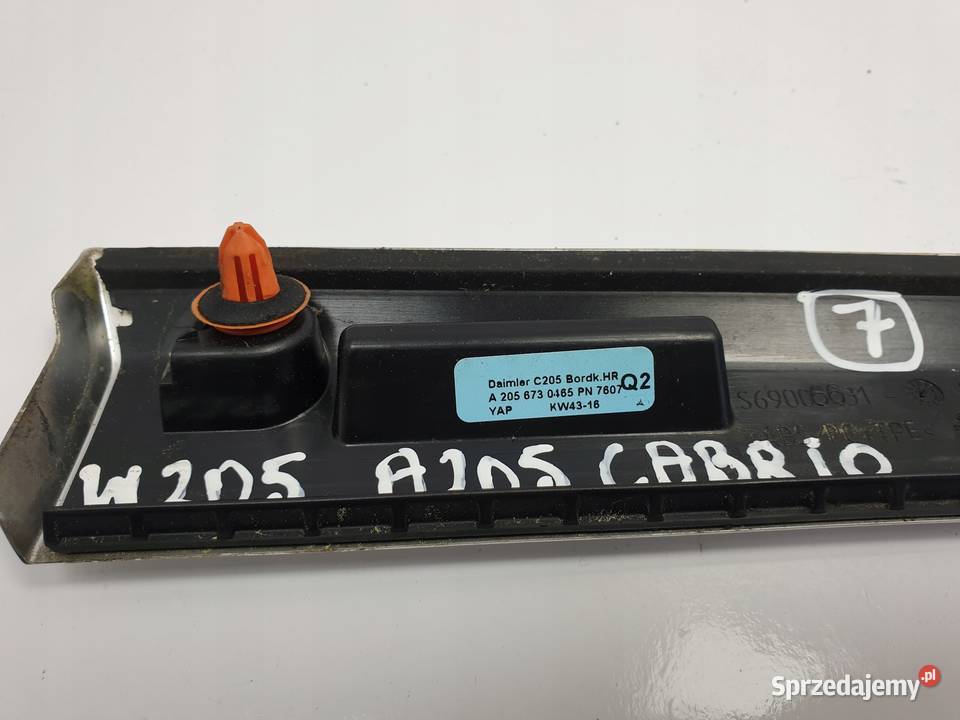 7
Daimler C205 Bordk.HR
A 205 673 0465 PN 7607 Q2
YAP KW43-16
S69006631
W205 A205 CABRIO
Sprzedajemy.pl